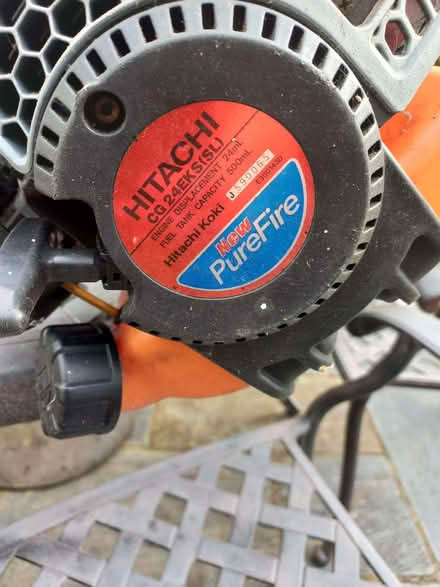 HITACHI
CG 24EKS(SL)
ENGINE DISPLACEMENT 24mL
FUEL TANK CAPACITY 500mL
Hitachi Koki
New
PureFire